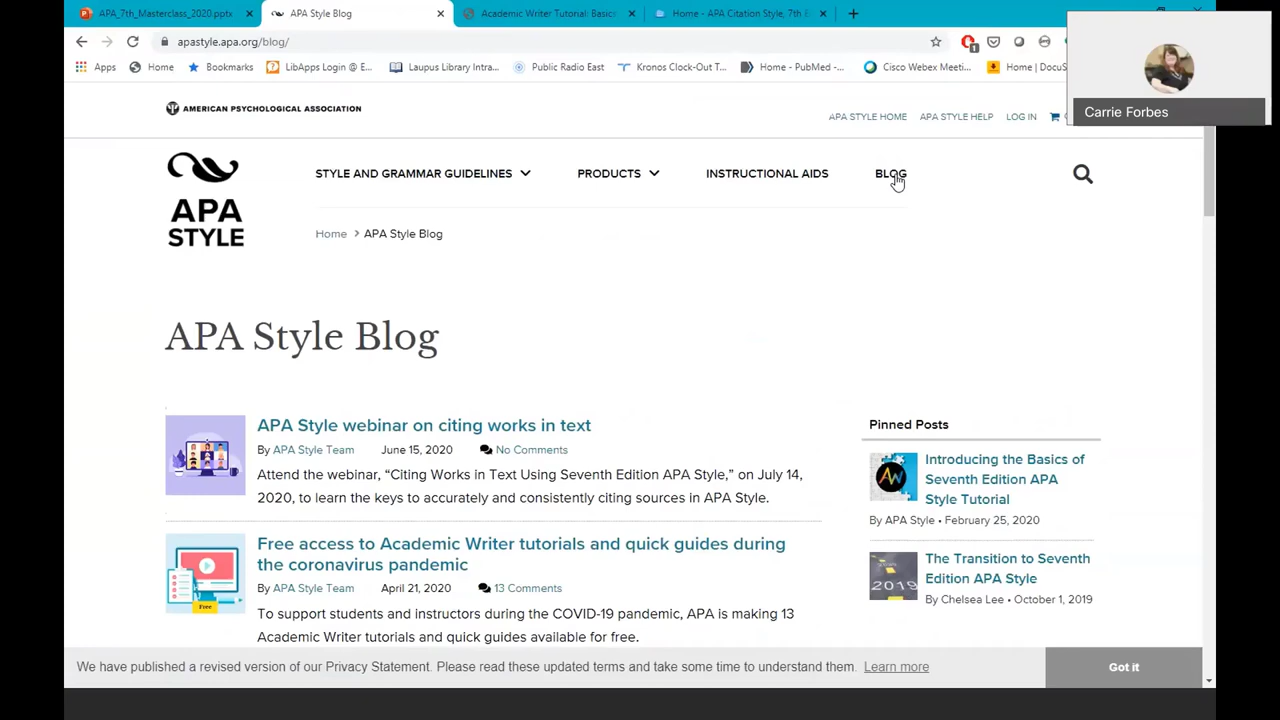 APA_7th_Masterclass_2020.pptx
APA Style Blog
Academic Writer Tutorial: Basics
Home - APA Citation Style, 7th E
apastyle.apa.org/blog/
Apps
Home
Bookmarks
LibApps Login @ E...
Laupus Library Intra...
Public Radio East
Kronos Clock-Out T...
Home - PubMed -...
Cisco Webex Meeti...
Home | DocuS
Carrie Forbes
AMERICAN PSYCHOLOGICAL ASSOCIATION
APA STYLE HOME
APA STYLE HELP
LOG IN
APA
STYLE
STYLE AND GRAMMAR GUIDELINES
PRODUCTS
INSTRUCTIONAL AIDS
BLOG
Home > APA Style Blog
APA Style Blog
APA Style webinar on citing works in text
By APA Style Team June 15, 2020 No Comments
Attend the webinar, “Citing Works in Text Using Seventh Edition APA Style,” on July 14,
2020, to learn the keys to accurately and consistently citing sources in APA Style.
Free
Free access to Academic Writer tutorials and quick guides during
the coronavirus pandemic
By APA Style Team April 21, 2020 13 Comments
To support students and instructors during the COVID-19 pandemic, APA is making 13
Academic Writer tutorials and quick guides available for free.
Pinned Posts
AW
Introducing the Basics of
Seventh Edition APA
Style Tutorial
By APA Style • February 25, 2020
2019
The Transition to Seventh
Edition APA Style
By Chelsea Lee • October 1, 2019
We have published a revised version of our Privacy Statement. Please read these updated terms and take some time to understand them. Learn more
Got it